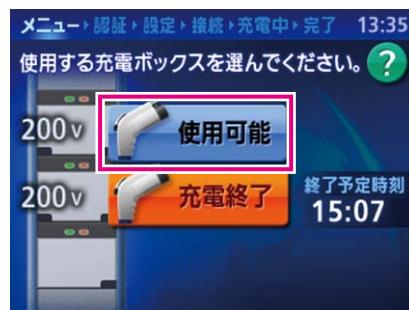 メニュー▸認証▸設定▸接続▸充電中▸完了 13:35
使用する充電ボックスを選んでください。 ?
200V 使用可能
200V 充電終了 終了予定時刻
15:07